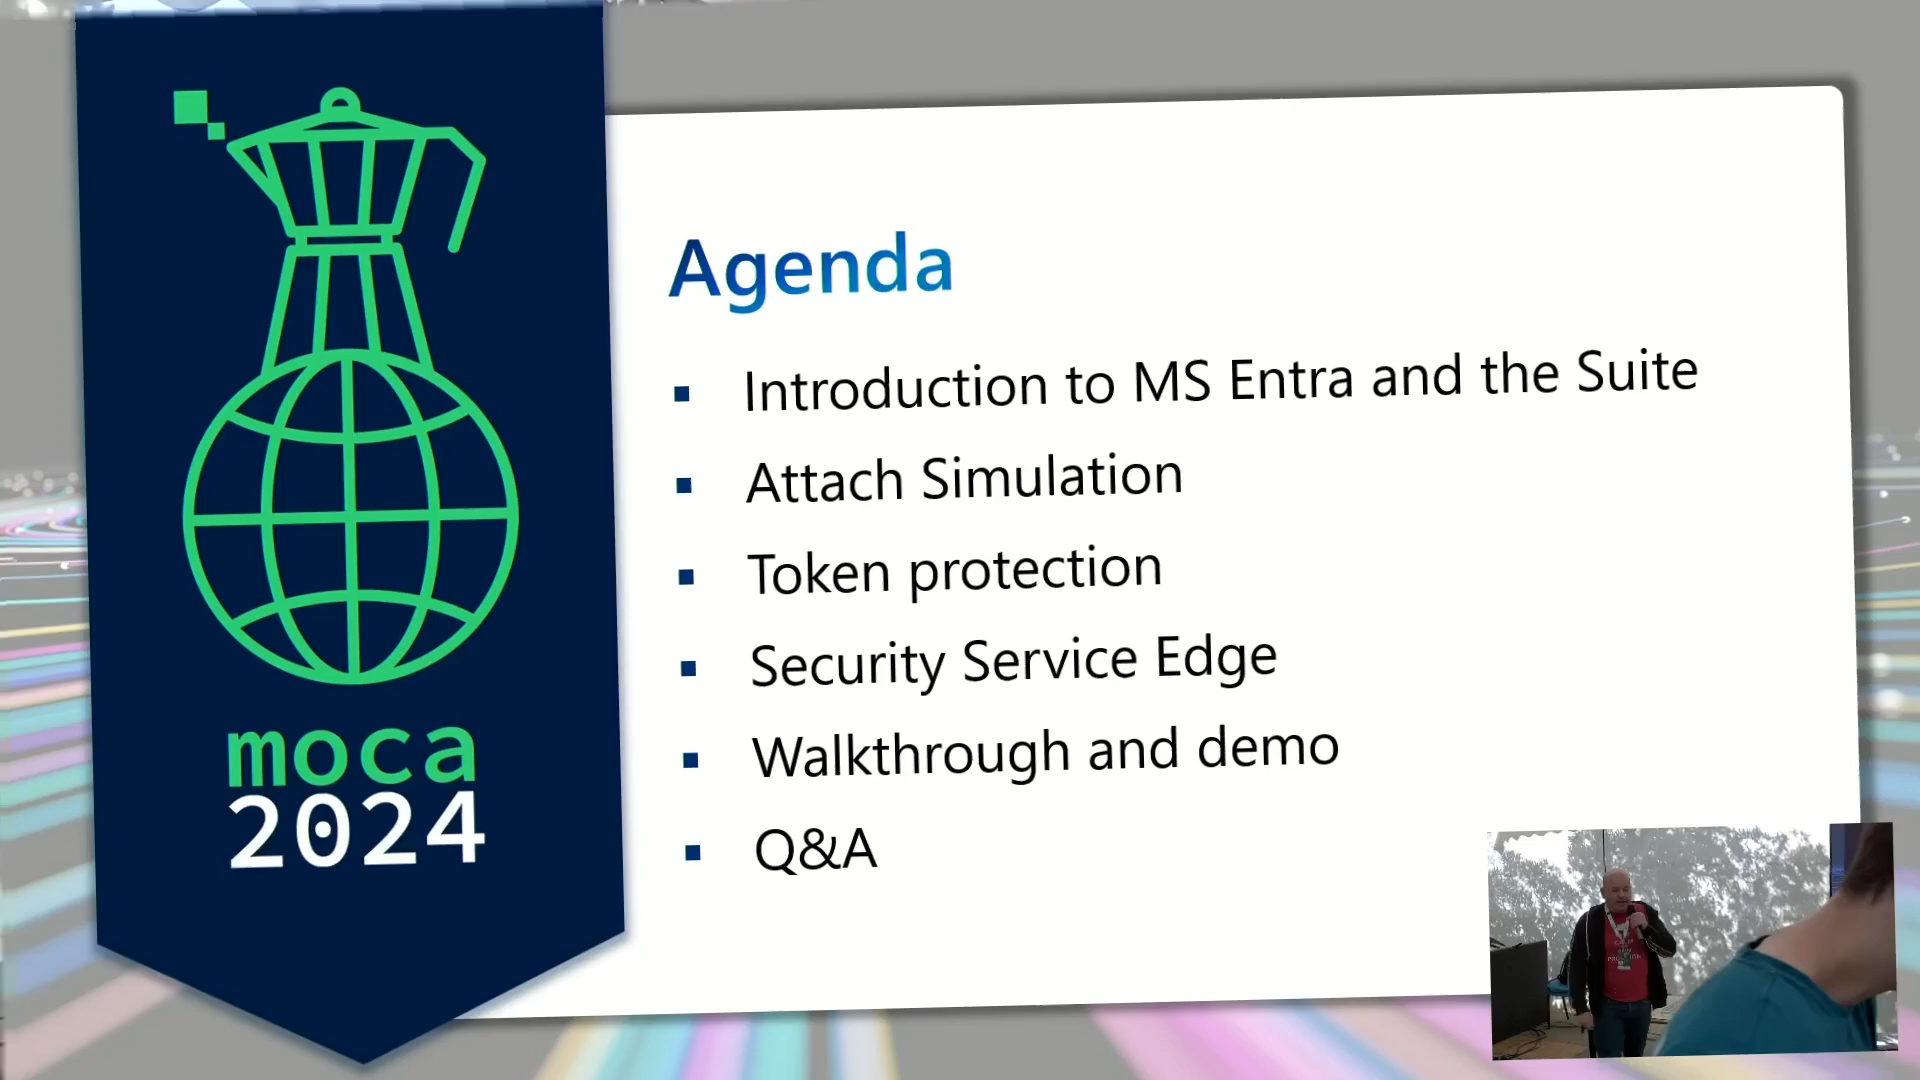 moca
2024
Agenda
Introduction to MS Entra and the Suite
Attach Simulation
Token protection
Security Service Edge
Walkthrough and demo
Q&A